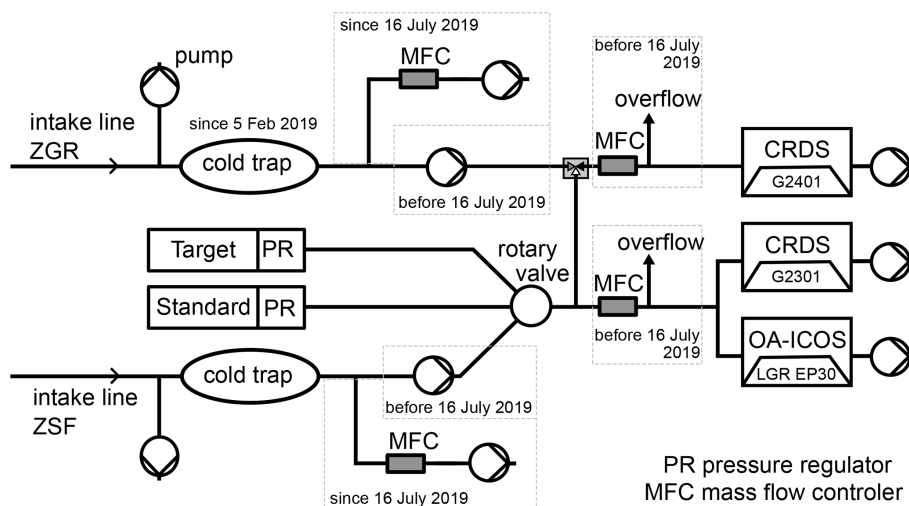 since 16 July 2019
MFC
before 16 July
2019
pump
overflow
intake line
ZGR
since 5 Feb 2019
cold trap
MFC
CRDS
G2401
before 16 July 2019
Target
PR
rotary
valve
overflow
MFC
CRDS
G2301
Standard
PR
before 16 July
2019
OA-ICOS
LGR EP30
cold trap
intake line
ZSF
before 16 July 2019
MFC
since 16 July 2019
PR pressure regulator
MFC mass flow controler